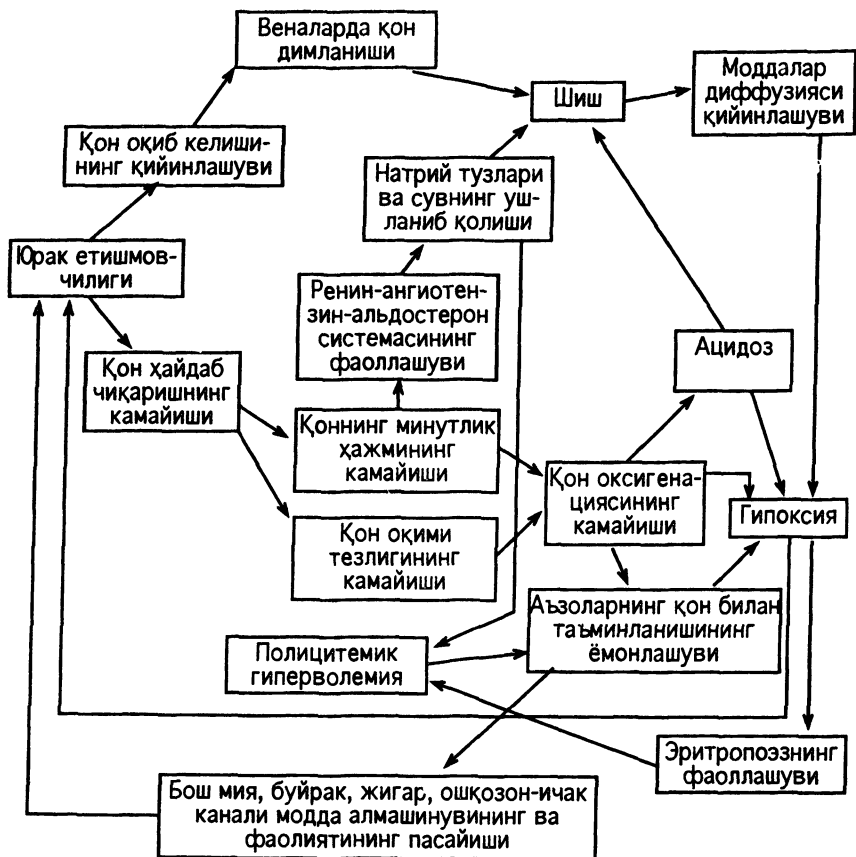 Веналарда қон
димланиши
Шиш
Моддалар
диффузияси
қийинлашуви
Қон оқиб келиши-
нинг қийинлашуви
Натрий тузлари
ва сувнинг уш-
ланиб қолиши
Юрак етишмов-
чилиги
Ренин-ангиотен-
зин-альдостерон
системасининг
фаоллашуви
Ацидоз
Қон ҳайдаб
чиқаришнинг
камайиши
Қоннинг минутлик
ҳажмининг
камайиши
Қон оксигена-
циясининг
камайиши
Гипоксия
Қон оқими
тезлигининг
камайиши
Аъзоларнинг қон билан
таъминланишининг
ёмонлашуви
Полицитемик
гиперволемия
Эритропоэзнинг
фаоллашуви
Бош мия, буйрак, жигар, ошқозон-ичак
канали модда алмашинувининг ва
фаолиятининг пасайиши